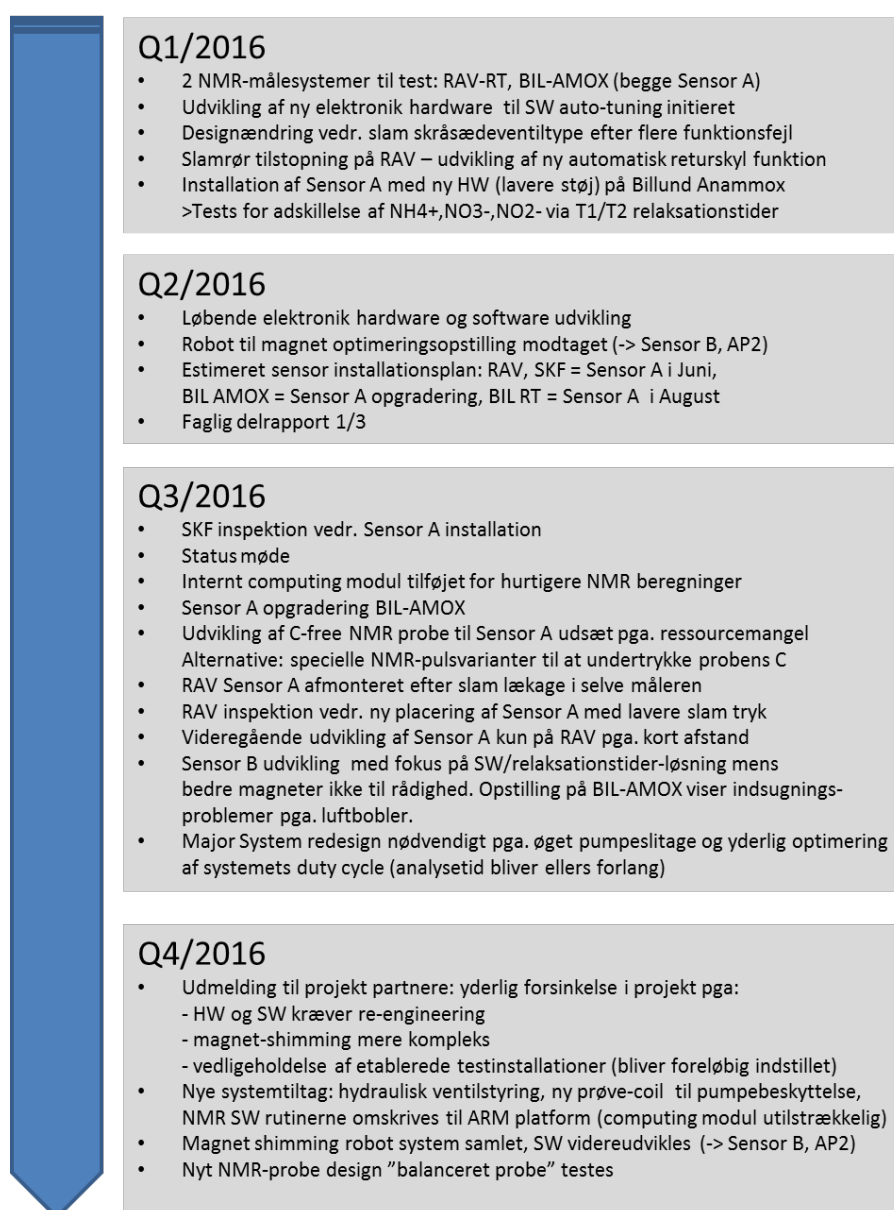 Q1/2016
• 2 NMR-målesystemer til test: RAV-RT, BIL-AMOX (begge Sensor A)
• Udvikling af ny elektronik hardware til SW auto-tuning initieret
• Designændring vedr. slam skråsædeventiltype efter flere funktionsfejl
• Slamrør tilstopning på RAV – udvikling af ny automatisk returskyl funktion
• Installation af Sensor A med ny HW (lavere støj) på Billund Anammox
>Tests for adskillelse af NH4+,NO3-,NO2- via T1/T2 relaksationstider
Q2/2016
• Løbende elektronik hardware og software udvikling
• Robot til magnet optimeringsopstilling modtaget (-> Sensor B, AP2)
• Estimeret sensor installationsplan: RAV, SKF = Sensor A i Juni,
BIL AMOX = Sensor A opgradering, BIL RT = Sensor A i August
• Faglig delrapport 1/3
Q3/2016
• SKF inspektion vedr. Sensor A installation
• Status møde
• Internt computing modul tilføjet for hurtigere NMR beregninger
• Sensor A opgradering BIL-AMOX
• Udvikling af C-free NMR probe til Sensor A udsæt pga. ressourcemangel
Alternative: specielle NMR-pulsvarianter til at undertrykke probens C
• RAV Sensor A afmonteret efter slam lækage i selve måleren
• RAV inspektion vedr. ny placering af Sensor A med lavere slam tryk
• Videregående udvikling af Sensor A kun på RAV pga. kort afstand
• Sensor B udvikling med fokus på SW/relaksationstider-løsning mens
bedre magneter ikke til rådighed. Opstilling på BIL-AMOX viser indsugnings-
problemer pga. luftbobler.
• Major System redesign nødvendigt pga. øget pumpeslitage og yderlig optimering
af systemets duty cycle (analysetid bliver ellers forlang)
Q4/2016
• Udmelding til projekt partnere: yderlig forsinkelse i projekt pga:
- HW og SW kræver re-engineering
- magnet-shimming mere kompleks
- vedligeholdelse af etablerede testinstallationer (bliver foreløbig indstillet)
• Nye systemtiltag: hydraulisk ventilstyring, ny prøve-coil til pumpebeskyttelse,
NMR SW rutinerne omskrives til ARM platform (computing modul utilstrækkelig)
• Magnet shimming robot system samlet, SW videreudvikles (-> Sensor B, AP2)
• Nyt NMR-probe design ”balanceret probe” testes